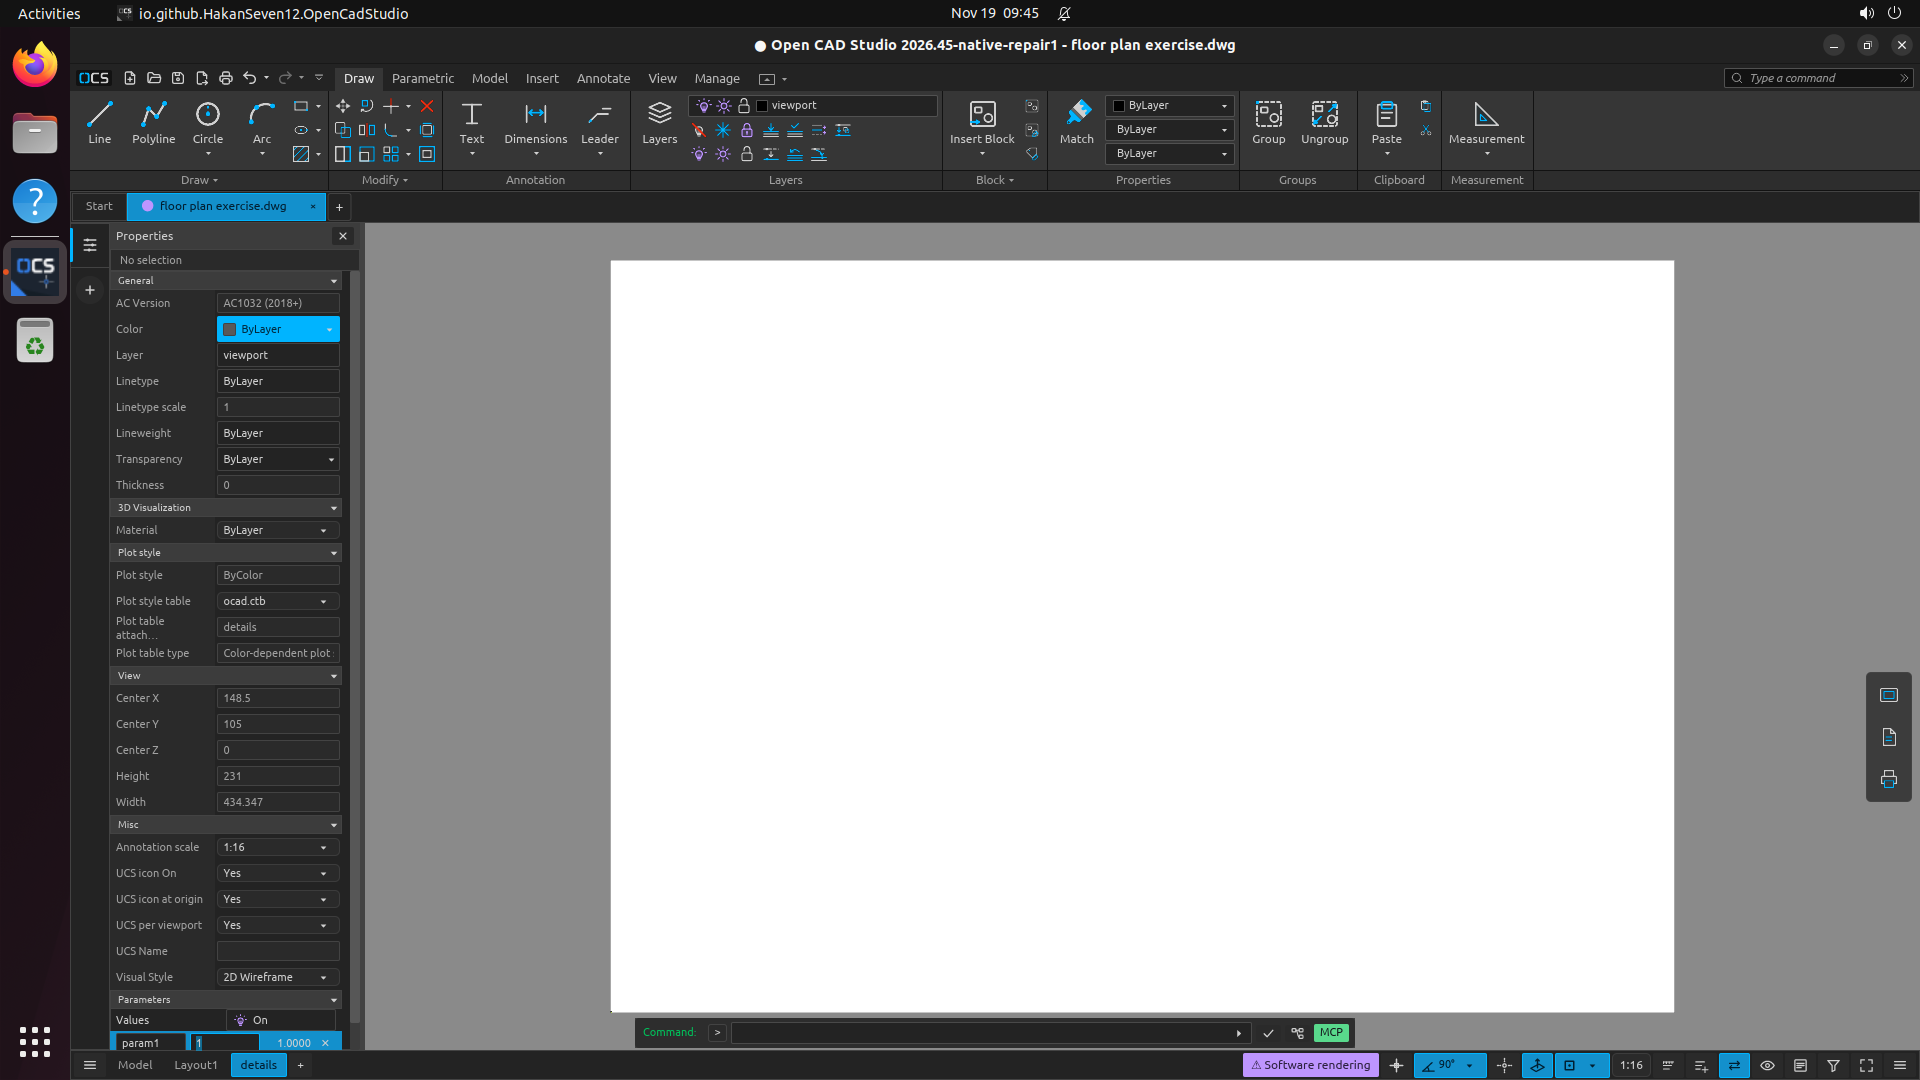 Activities
io.github.HakanSeven12.OpenCadStudio
Nov 19 09:45
Open CAD Studio 2026.45-native-repair1 - floor plan exercise.dwg
OCS
Draw
Parametric
Model
Insert
Annotate
View
Manage
Type a command
Line
Polyline
Circle
Arc
Text
Dimensions
Leader
Layers
viewport
Insert Block
Match
ByLayer
ByLayer
ByLayer
Group
Ungroup
Paste
Measurement
Draw
Modify
Annotation
Layers
Block
Properties
Groups
Clipboard
Measurement
Start
floor plan exercise.dwg
Properties
No selection
General
AC Version AC1032 (2018+)
Color ByLayer
Layer viewport
Linetype ByLayer
Linetype scale 1
Lineweight ByLayer
Transparency ByLayer
Thickness 0
3D Visualization
Material ByLayer
Plot style
Plot style ByColor
Plot style table ocad.ctb
Plot table attach... details
Plot table type Color-dependent plot
View
Center X 148.5
Center Y 105
Center Z 0
Height 231
Width 434.347
Misc
Annotation scale 1:16
UCS icon On Yes
UCS icon at origin Yes
UCS per viewport Yes
UCS Name
Visual Style 2D Wireframe
Parameters
Values On
param1 1 1.0000
Command: >
MCP
Model
Layout1
details
Software rendering
90°
1:16